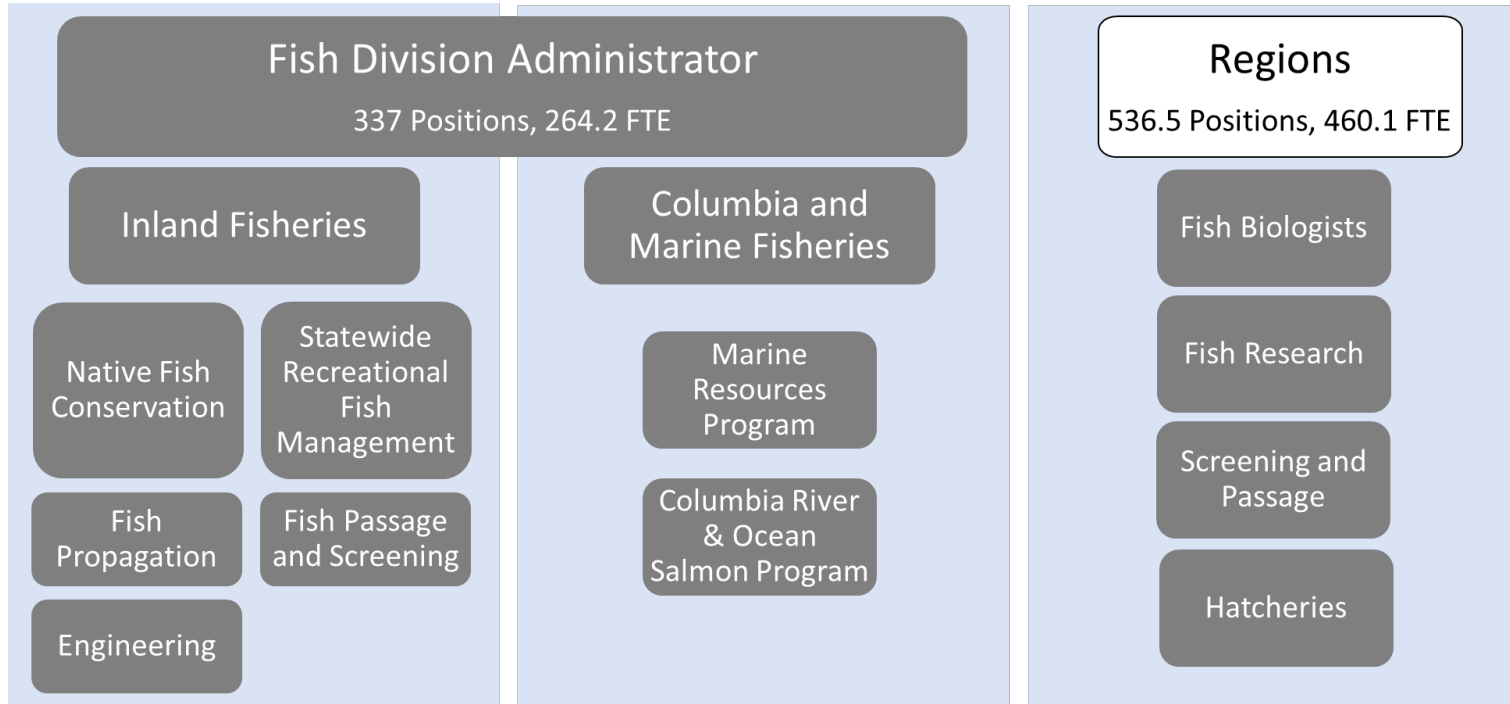 Fish Division Administrator
337 Positions, 264.2 FTE
Inland Fisheries
Native Fish
Conservation
Statewide
Recreational
Fish
Management
Fish
Propagation
Fish Passage
and Screening
Engineering
Columbia and
Marine Fisheries
Marine
Resources
Program
Columbia River
& Ocean
Salmon Program
Regions
536.5 Positions, 460.1 FTE
Fish Biologists
Fish Research
Screening and
Passage
Hatcheries